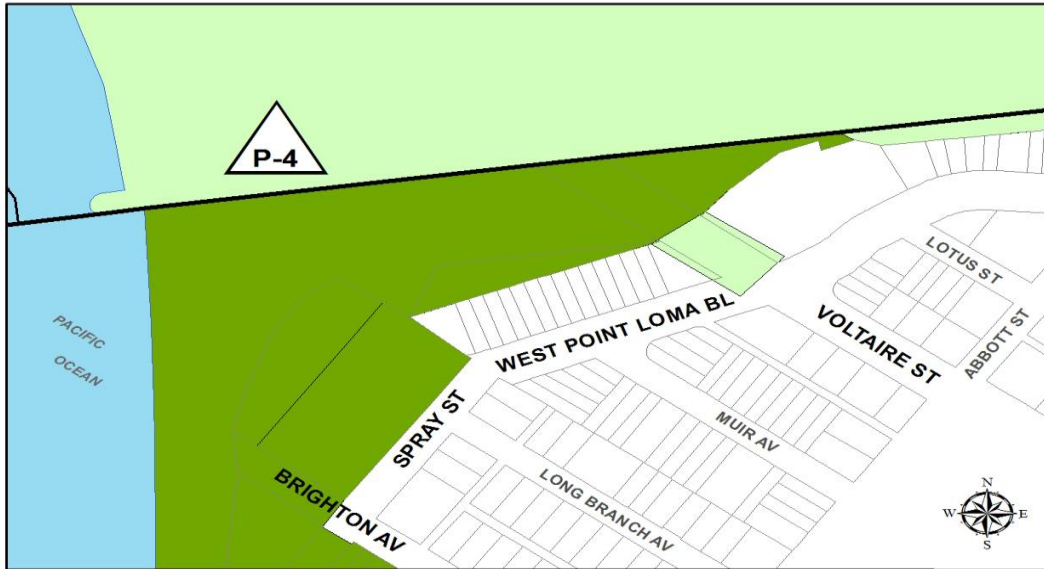 P-4
PACIFIC
OCEAN
WEST POINT LOMA BL
VOLTAIRE ST
LOTUS ST
ABBOTT ST
SPRAY ST
MUIR AV
BRIGHTON AV
LONG BRANCH AV
N
W
E
S